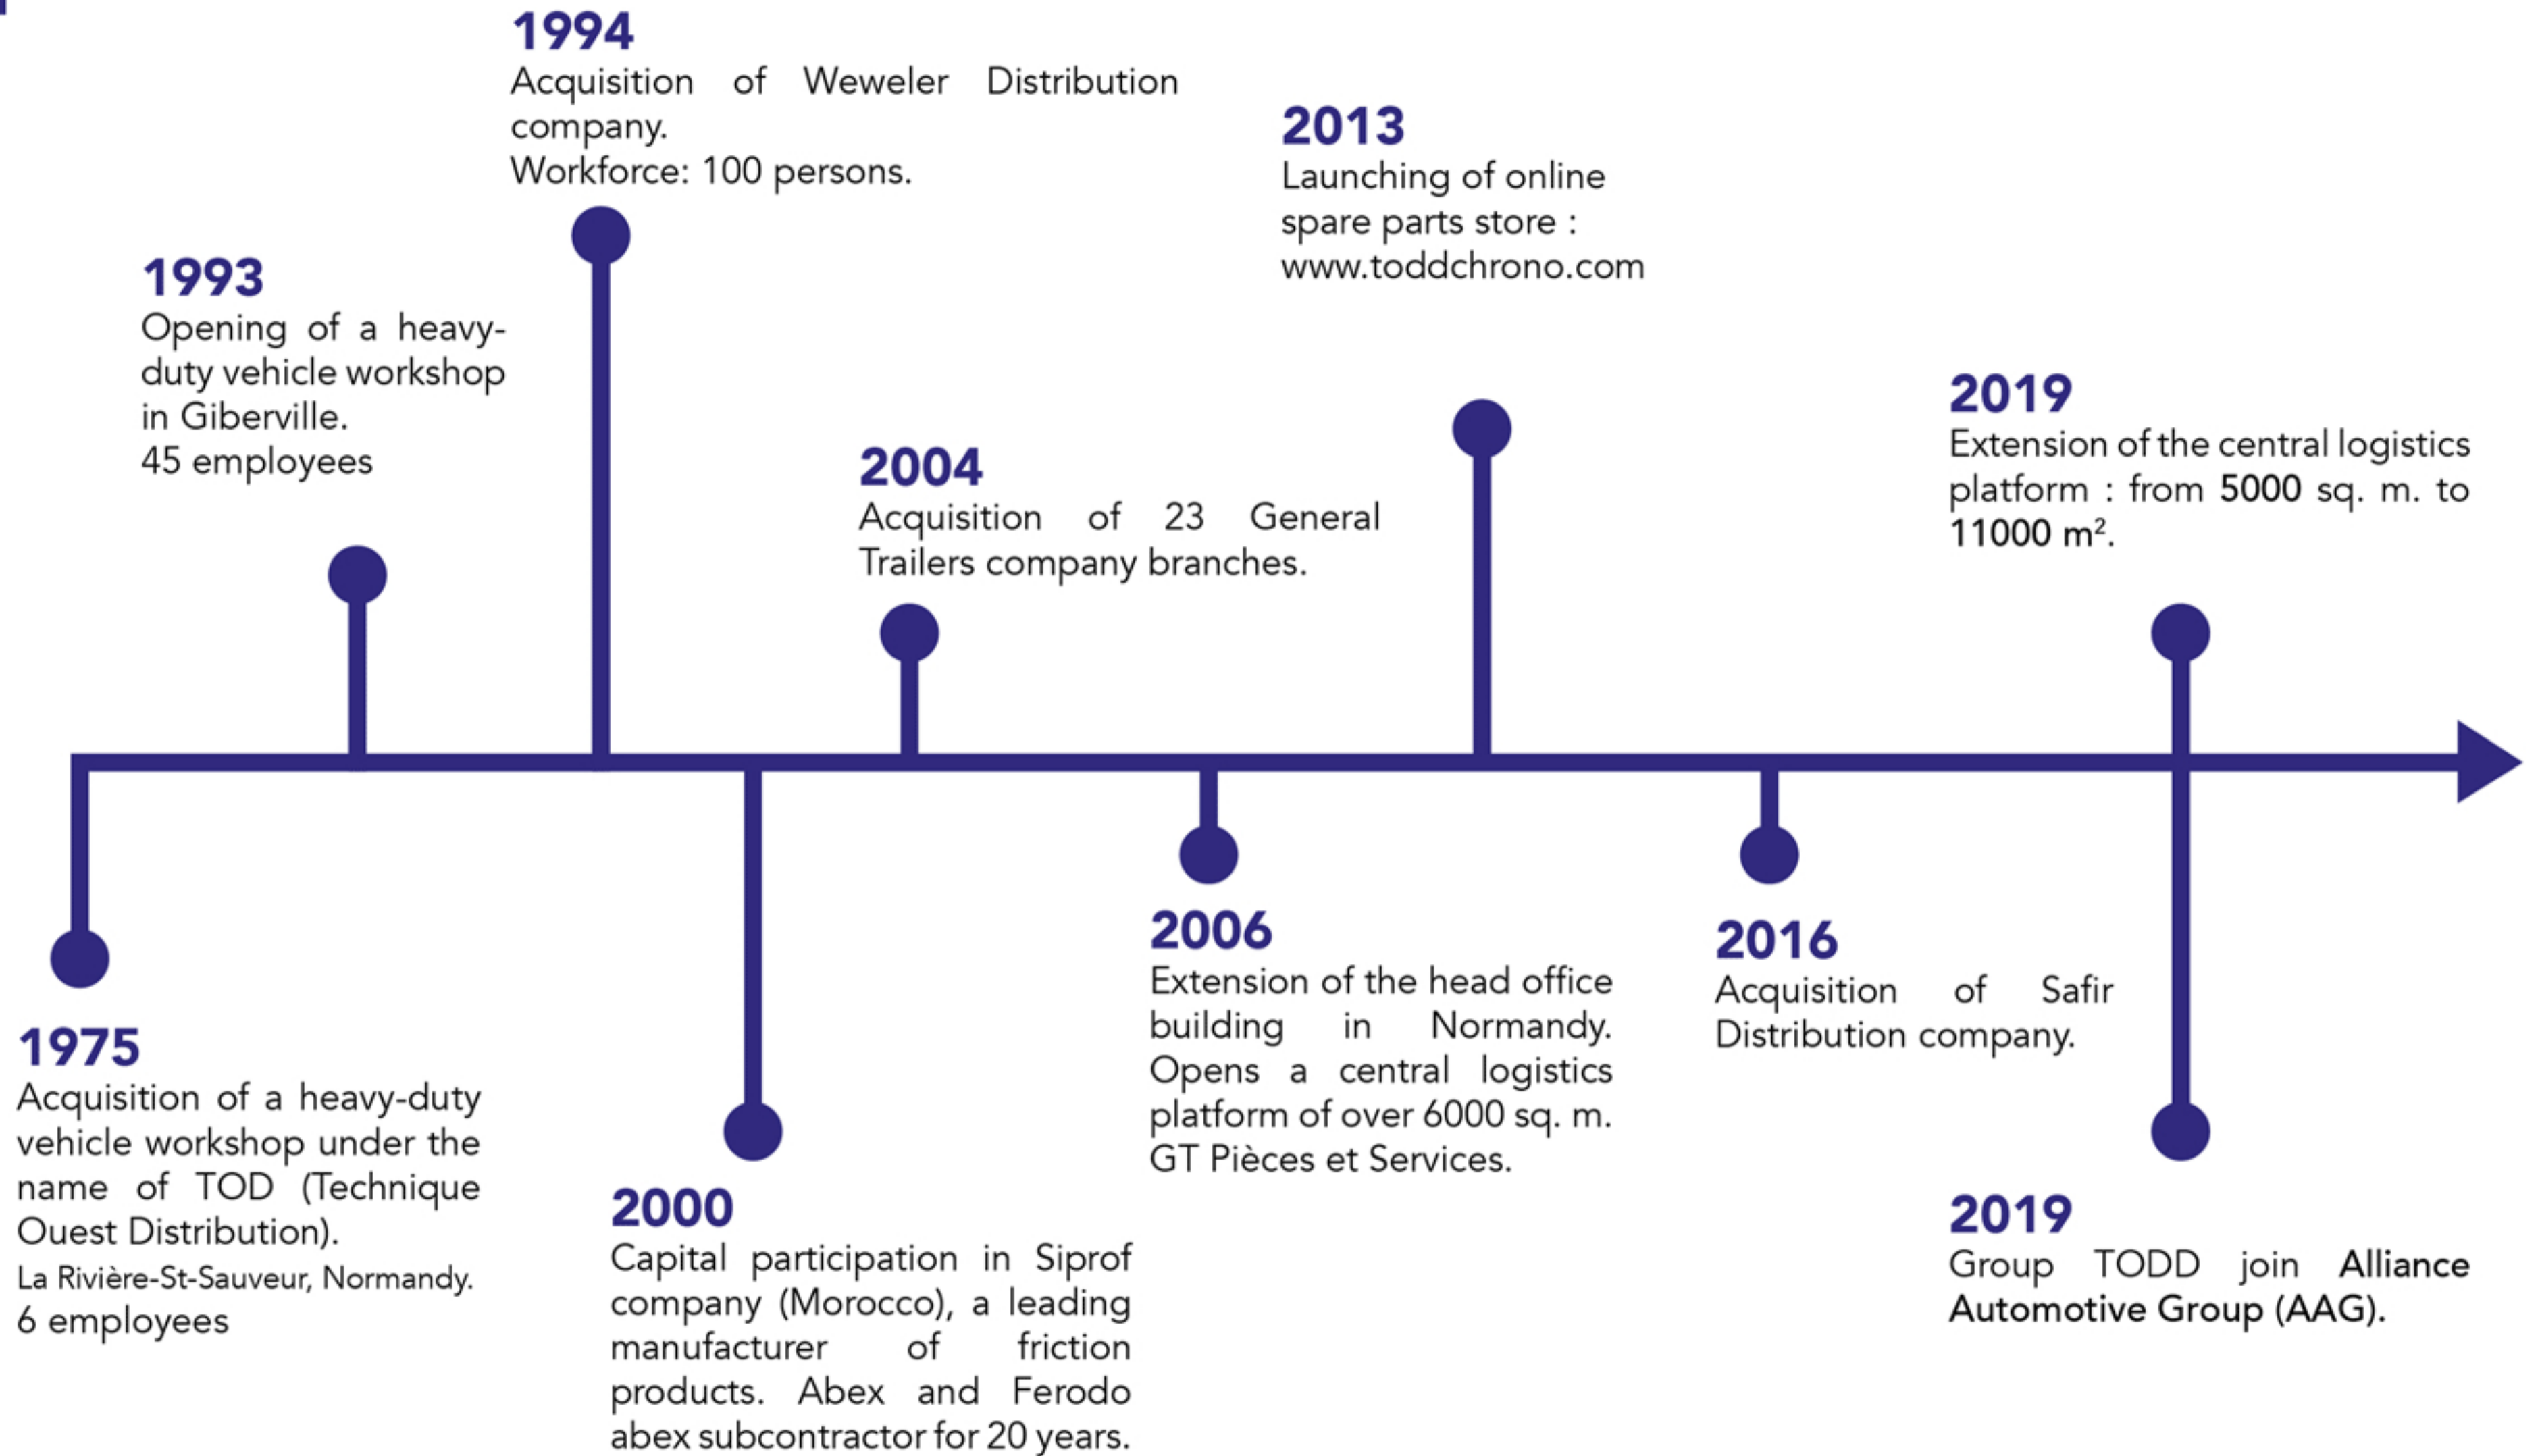 1994
Acquisition of Weweler Distribution
company.
Workforce: 100 persons.
2013
Launching of online
spare parts store :
www.toddchrono.com
1993
Opening of a heavy-
duty vehicle workshop
in Giberville.
45 employees
2004
Acquisition of 23 General
Trailers company branches.
2019
Extension of the central logistics
platform : from 5000 sq. m. to
11000 m².
1975
Acquisition of a heavy-duty
vehicle workshop under the
name of TOD (Technique
Ouest Distribution).
La Rivière-St-Sauveur, Normandy.
6 employees
2000
Capital participation in Siprof
company (Morocco), a leading
manufacturer of friction
products. Abex and Ferodo
abex subcontractor for 20 years.
2006
Extension of the head office
building in Normandy.
Opens a central logistics
platform of over 6000 sq. m.
GT Pièces et Services.
2016
Acquisition of Safir
Distribution company.
2019
Group TODD join Alliance
Automotive Group (AAG).